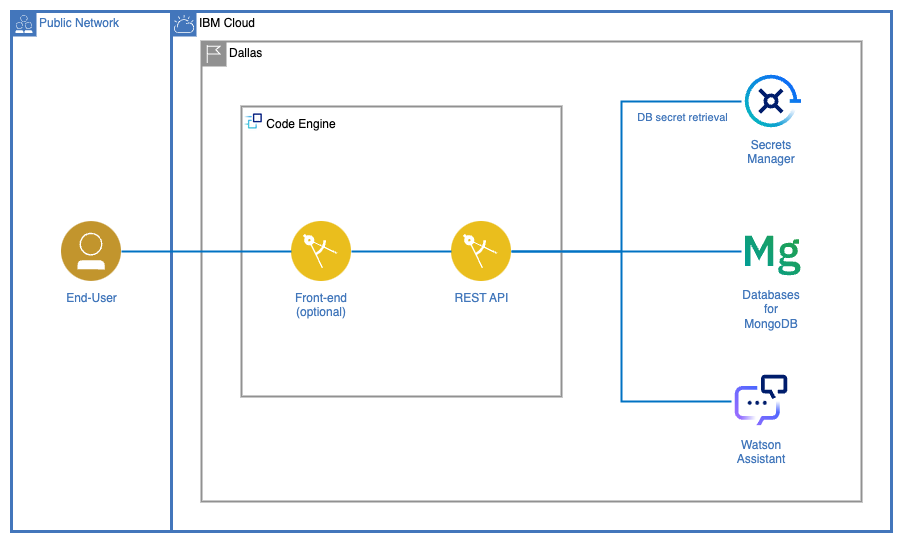 Public Network
IBM Cloud
Dallas
Code Engine
DB secret retrieval
Secrets
Manager
End-User
Front-end
(optional)
REST API
Mg
Databases
for
MongoDB
Watson
Assistant